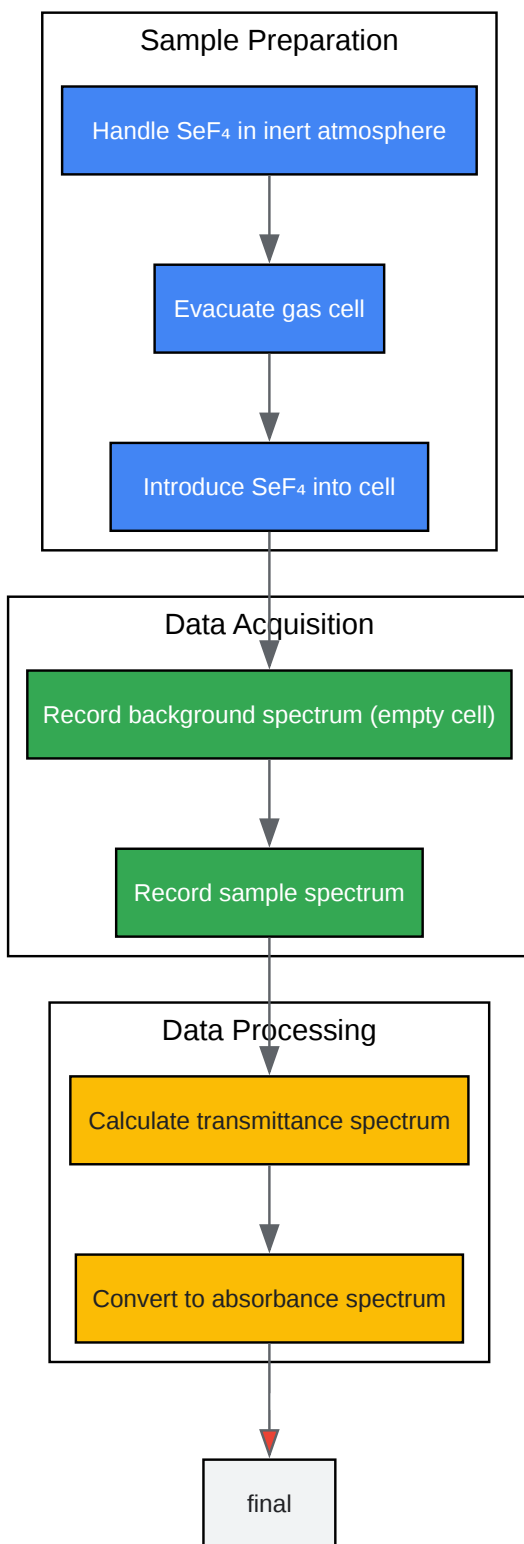 Sample Preparation
Handle SeF₄ in inert atmosphere
Evacuate gas cell
Introduce SeF₄ into cell
Data Acquisition
Record background spectrum (empty cell)
Record sample spectrum
Data Processing
Calculate transmittance spectrum
Convert to absorbance spectrum
final